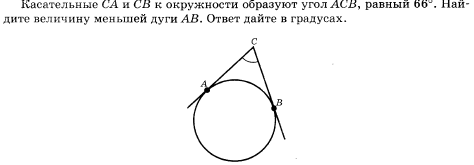 Касательные CA и CB к окружности образуют угол ACB, равный 66°. Най-
дите величину меньшей дуги AB. Ответ дайте в градусах.
C
A
B